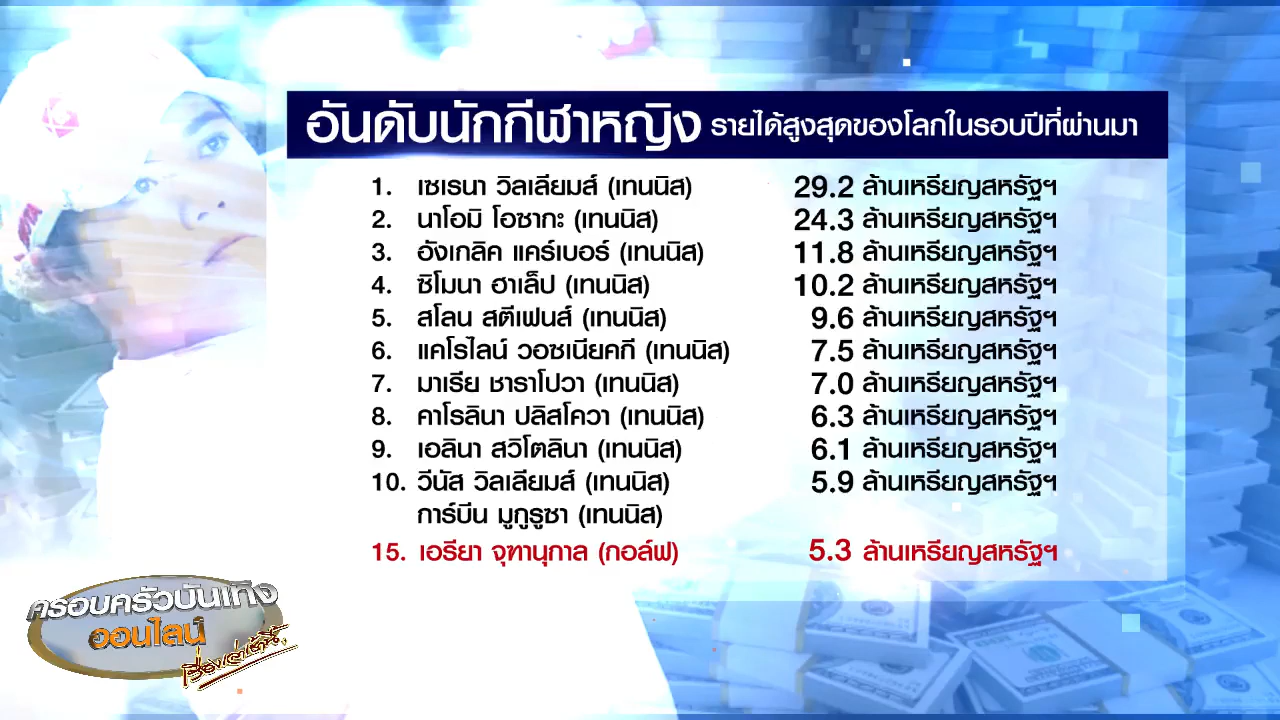 อันดับนักกีฬาหญิง รายได้สูงสุดของโลกในรอบปีที่ผ่านมา
1. เซเรนา วิลเลียมส์ (เทนนิส) 29.2 ล้านเหรียญสหรัฐฯ
2. นาโอมิ โอซากะ (เทนนิส) 24.3 ล้านเหรียญสหรัฐฯ
3. อังเกลิค แคร์เบอร์ (เทนนิส) 11.8 ล้านเหรียญสหรัฐฯ
4. ซิโมนา ฮาเล็ป (เทนนิส) 10.2 ล้านเหรียญสหรัฐฯ
5. สโลน สตีเฟนส์ (เทนนิส) 9.6 ล้านเหรียญสหรัฐฯ
6. แคโรไลน์ วอซเนียคกี (เทนนิส) 7.5 ล้านเหรียญสหรัฐฯ
7. มาเรีย ชาราโปวา (เทนนิส) 7.0 ล้านเหรียญสหรัฐฯ
8. คาโรลินา ปลิสโควา (เทนนิส) 6.3 ล้านเหรียญสหรัฐฯ
9. เอลินา สวิโตลินา (เทนนิส) 6.1 ล้านเหรียญสหรัฐฯ
10. วีนัส วิลเลียมส์ (เทนนิส) 5.9 ล้านเหรียญสหรัฐฯ
การ์บีน มูกูรูซา (เทนนิส)
15. เอรียา จุฑานุกาล (กอล์ฟ) 5.3 ล้านเหรียญสหรัฐฯ
ครอบครัวบันเทิง
ออนไลน์
เรื่องเล่าเช้านี้